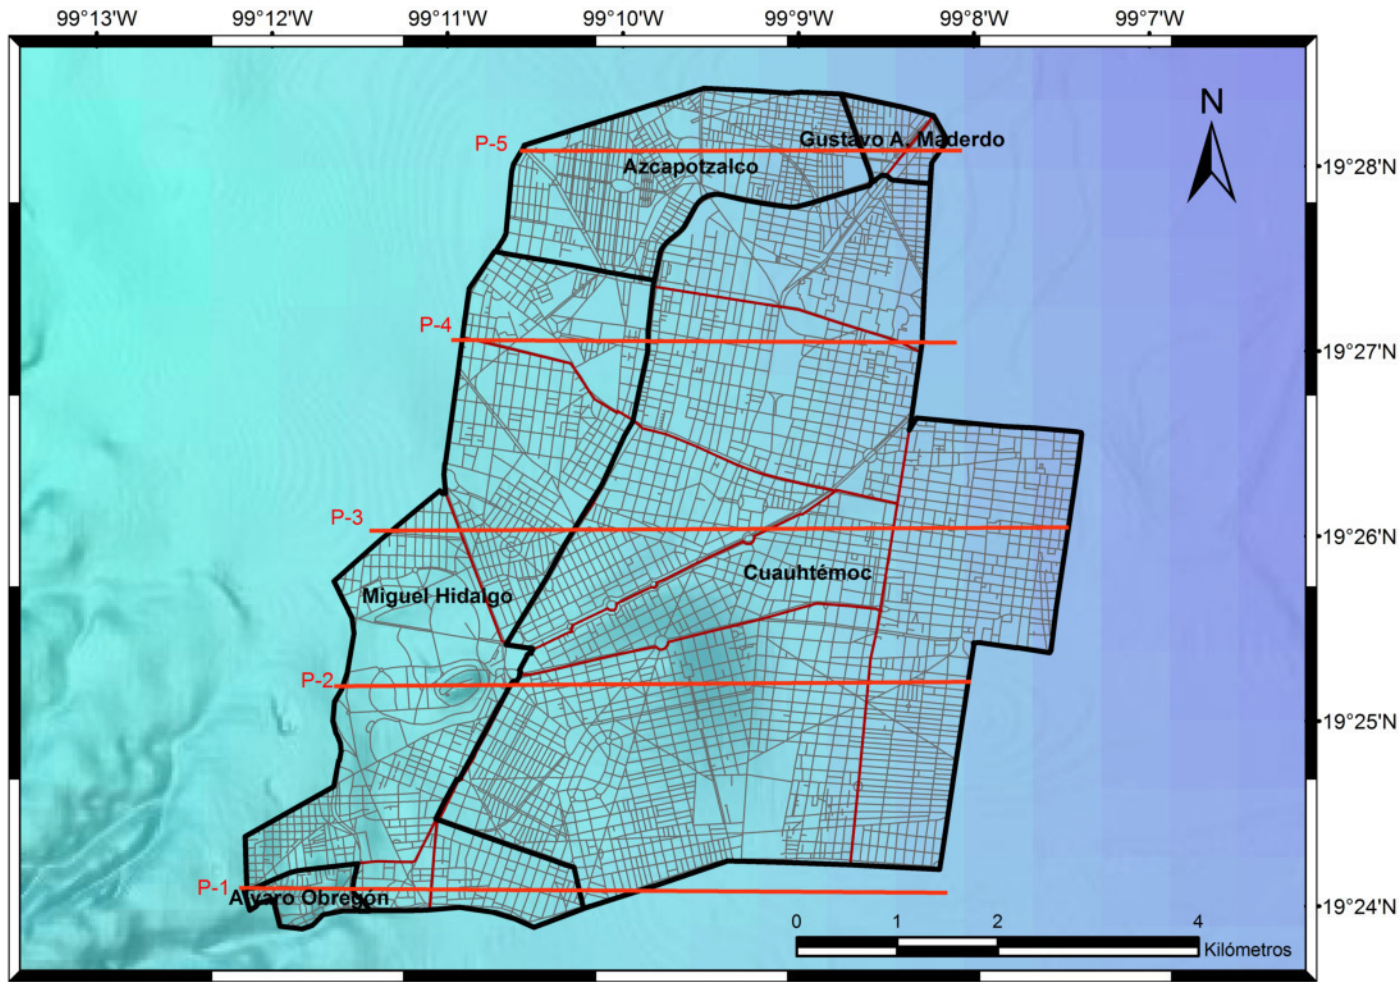 99°13'W 99°12'W 99°11'W 99°10'W 99°9'W 99°8'W 99°7'W
N
P-5
Gustavo A. Maderdo
Azcapotzalco
19°28'N
P-4
19°27'N
P-3
19°26'N
Cuauhtémoc
Miguel Hidalgo
P-2
19°25'N
P-1
Alvaro Obregón
19°24'N
0 1 2 4
Kilómetros